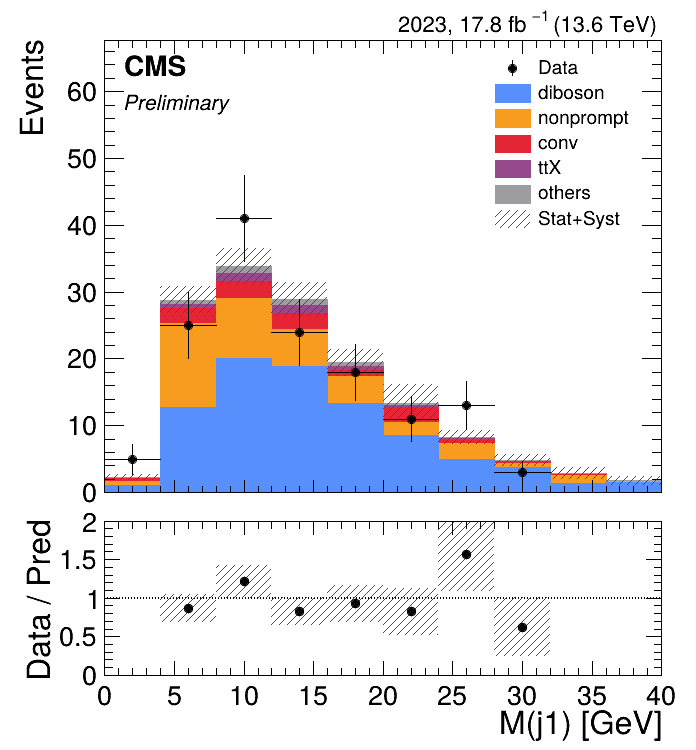 2023, 17.8 fb⁻¹ (13.6 TeV)
CMS
Preliminary
Events
60
50
40
30
20
10
0
Data
diboson
nonprompt
conv
ttX
others
Stat+Syst
Data / Pred
2
1.5
1
0.5
0
0 5 10 15 20 25 30 35 40
M(j1) [GeV]